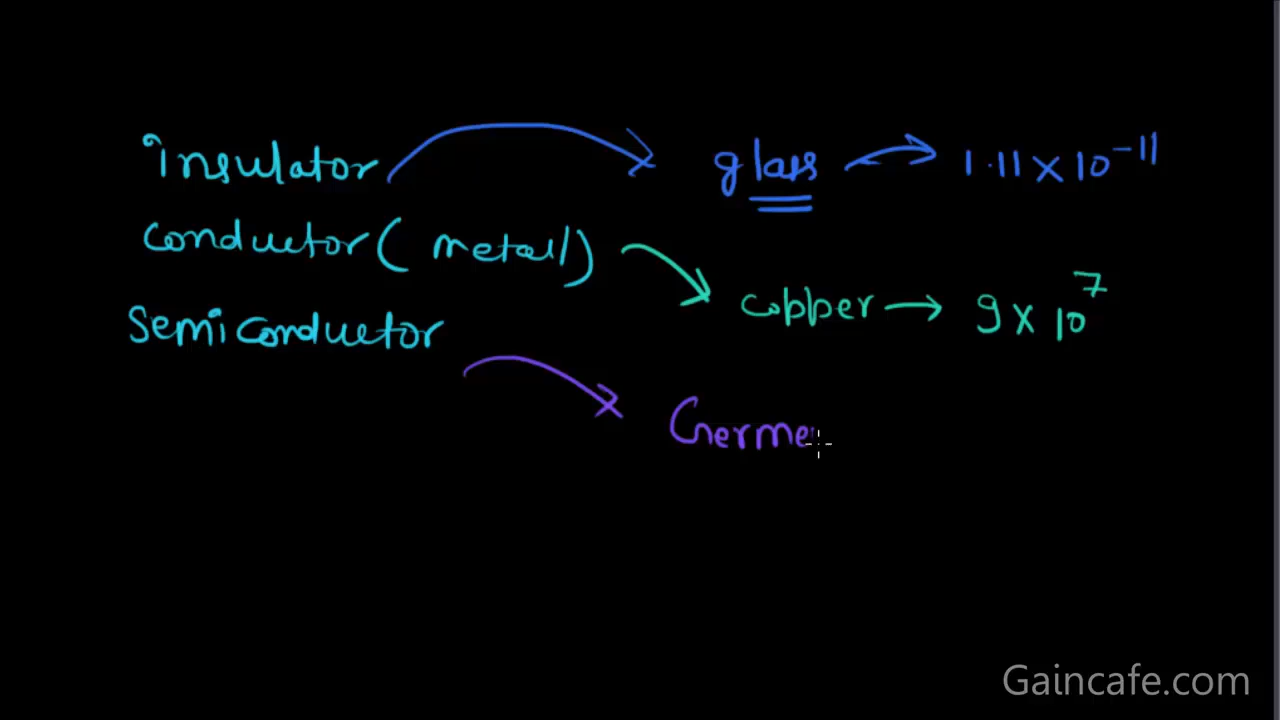 insulator → glass → 1.11 × 10⁻¹¹
conductor ( metal) → copper → 9 × 10⁷
Semiconductor → Germe
Gaincafe.com